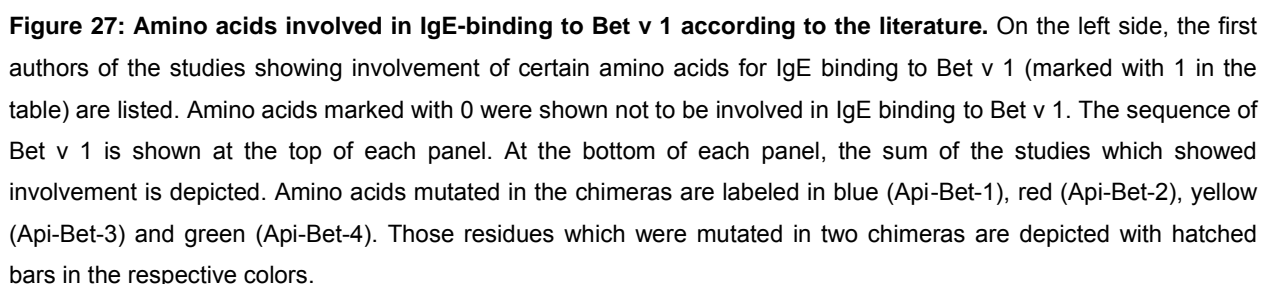 Figure 27: Amino acids involved in IgE-binding to Bet v 1 according to the literature. On the left side, the first
authors of the studies showing involvement of certain amino acids for IgE binding to Bet v 1 (marked with 1 in the
table) are listed. Amino acids marked with 0 were shown not to be involved in IgE binding to Bet v 1. The sequence of
Bet v 1 is shown at the top of each panel. At the bottom of each panel, the sum of the studies which showed
involvement is depicted. Amino acids mutated in the chimeras are labeled in blue (Api-Bet-1), red (Api-Bet-2), yellow
(Api-Bet-3) and green (Api-Bet-4). Those residues which were mutated in two chimeras are depicted with hatched
bars in the respective colors.